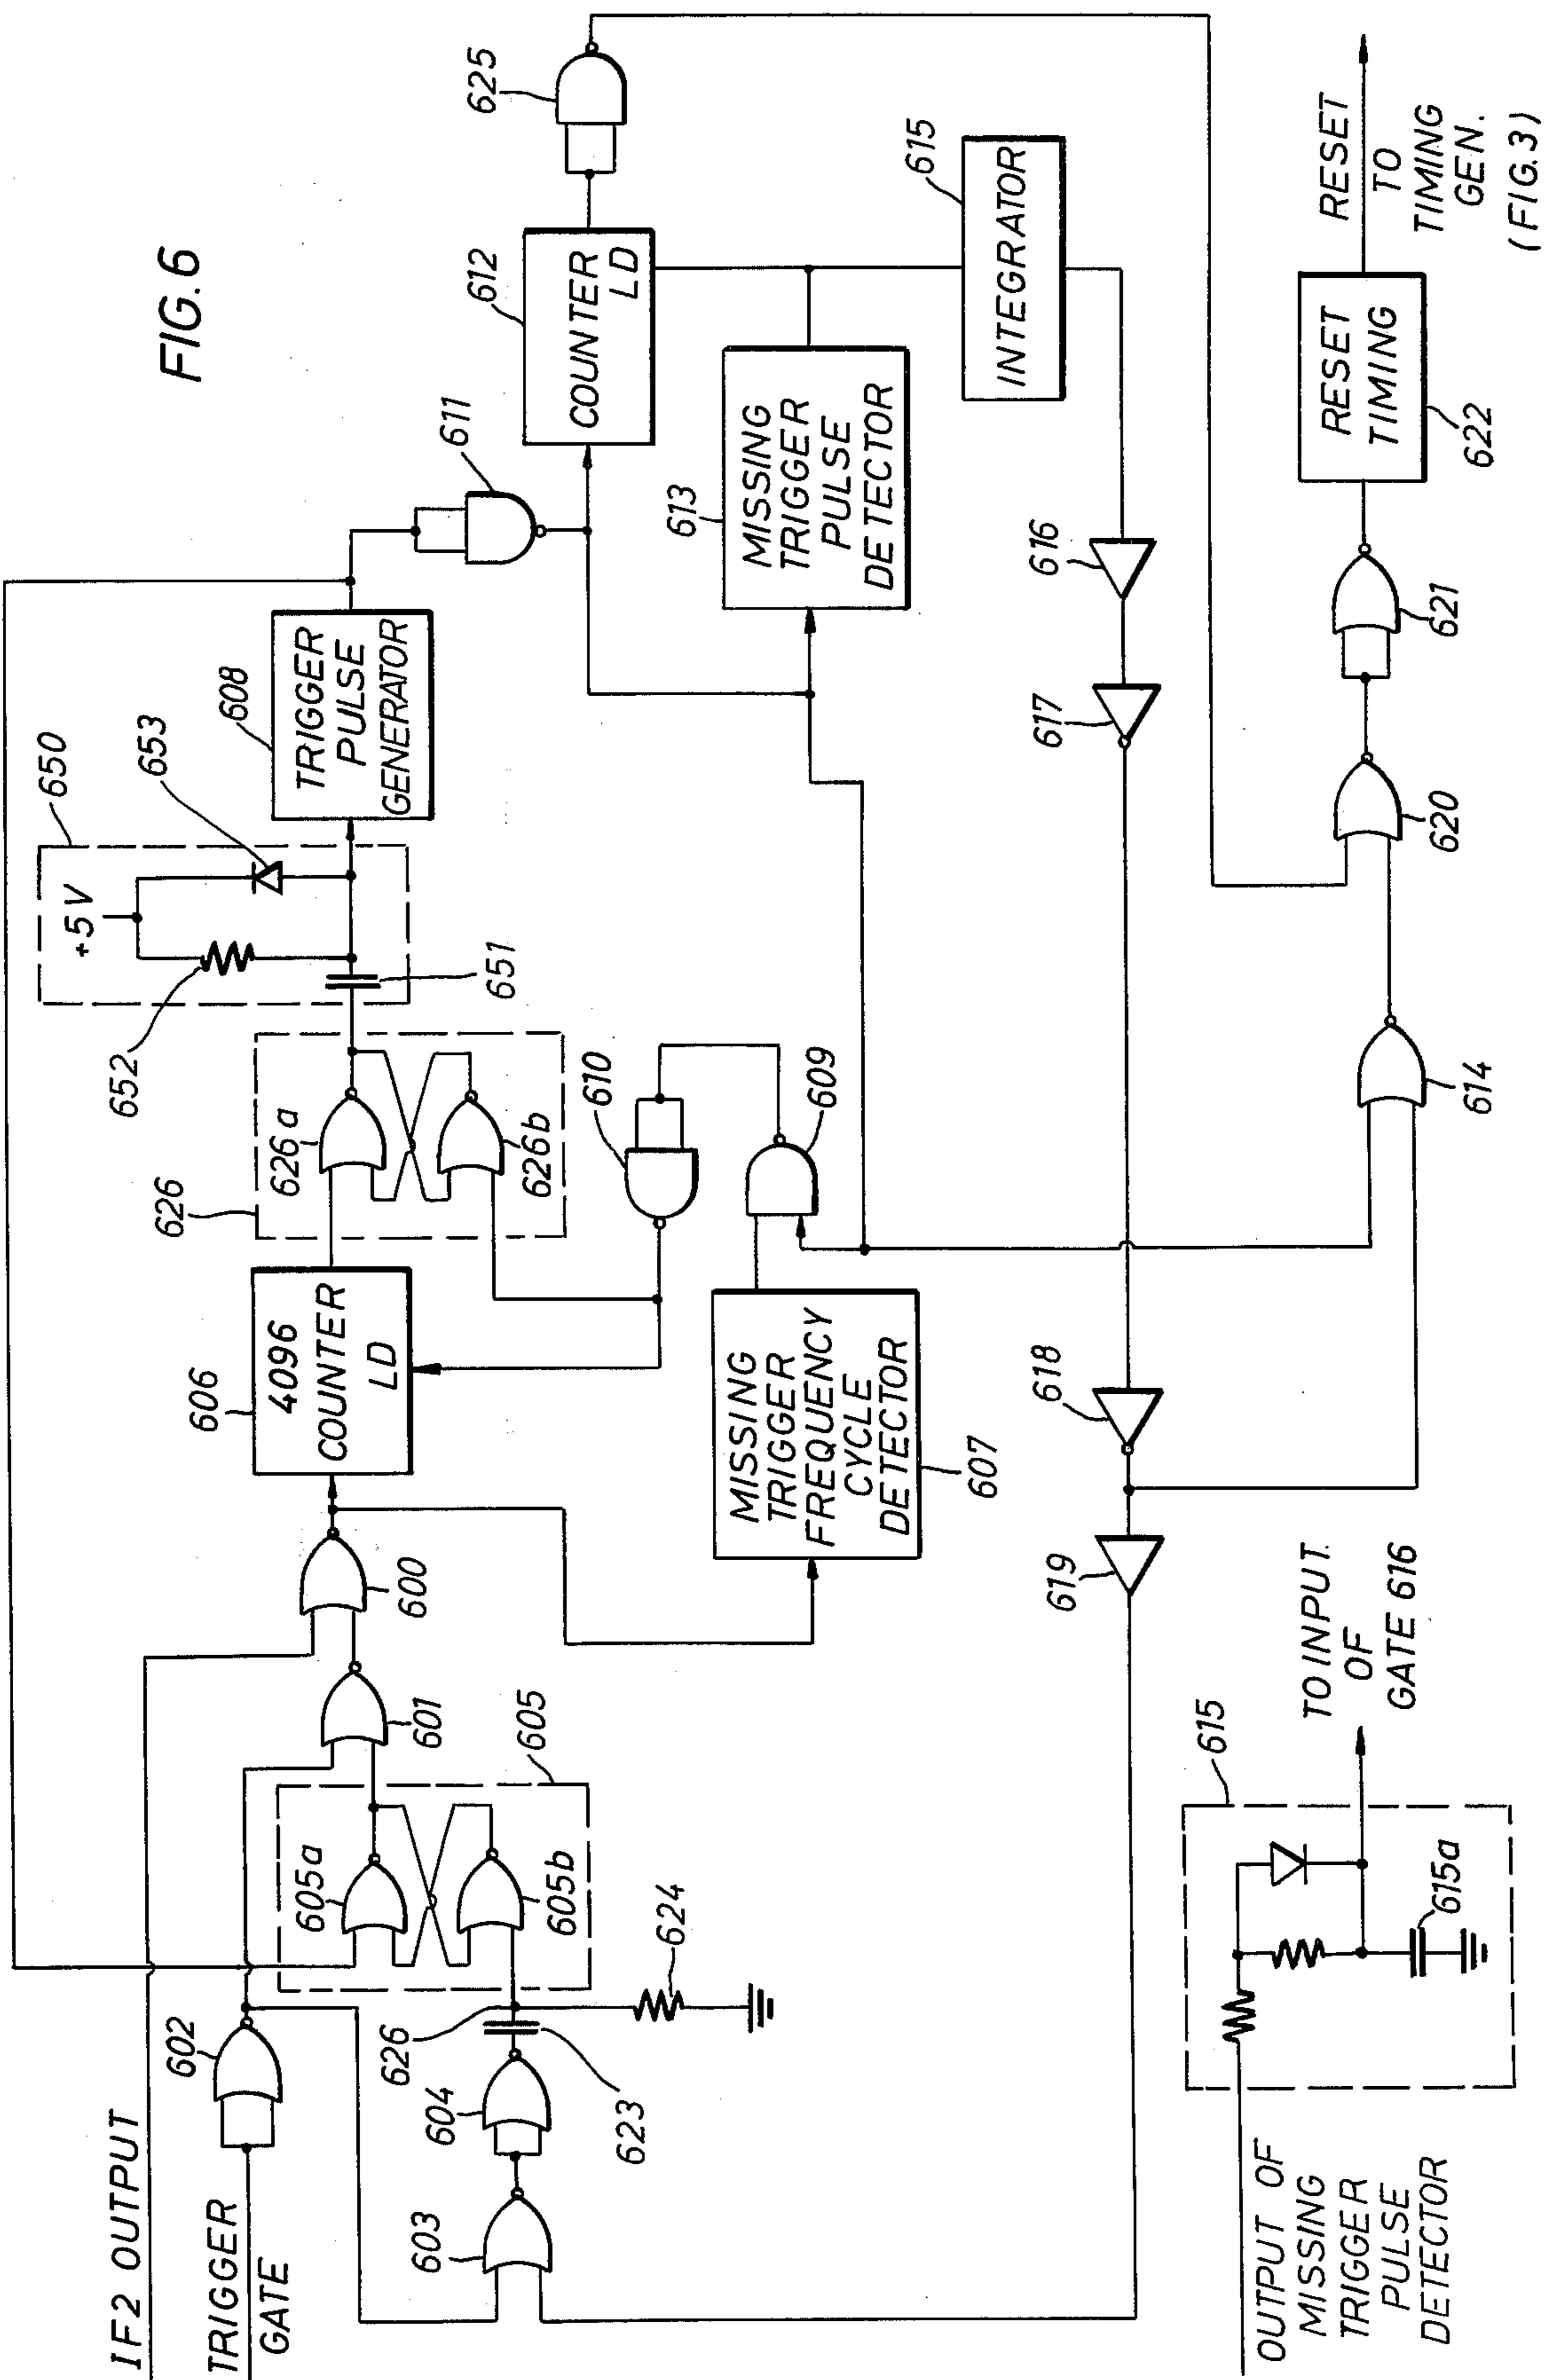 FIG. 6
IF2 OUTPUT
TRIGGER
GATE
602
603
604
623
626
624
605
605a
605b
601
600
606
4096
COUNTER
LD
626
626a
626b
650
+5V
652
651
653
608
TRIGGER
PULSE
GENERATOR
611
610
609
MISSING
TRIGGER
FREQUENCY
CYCLE
DETECTOR
607
612
COUNTER
LD
625
613
MISSING
TRIGGER
PULSE
DETECTOR
615
INTEGRATOR
616
617
618
619
614
620
621
RESET
TIMING
622
RESET
TO
TIMING
GEN.
(FIG.3)
OUTPUT OF
MISSING
TRIGGER
PULSE
DETECTOR
615
615a
TO INPUT
OF
GATE 616